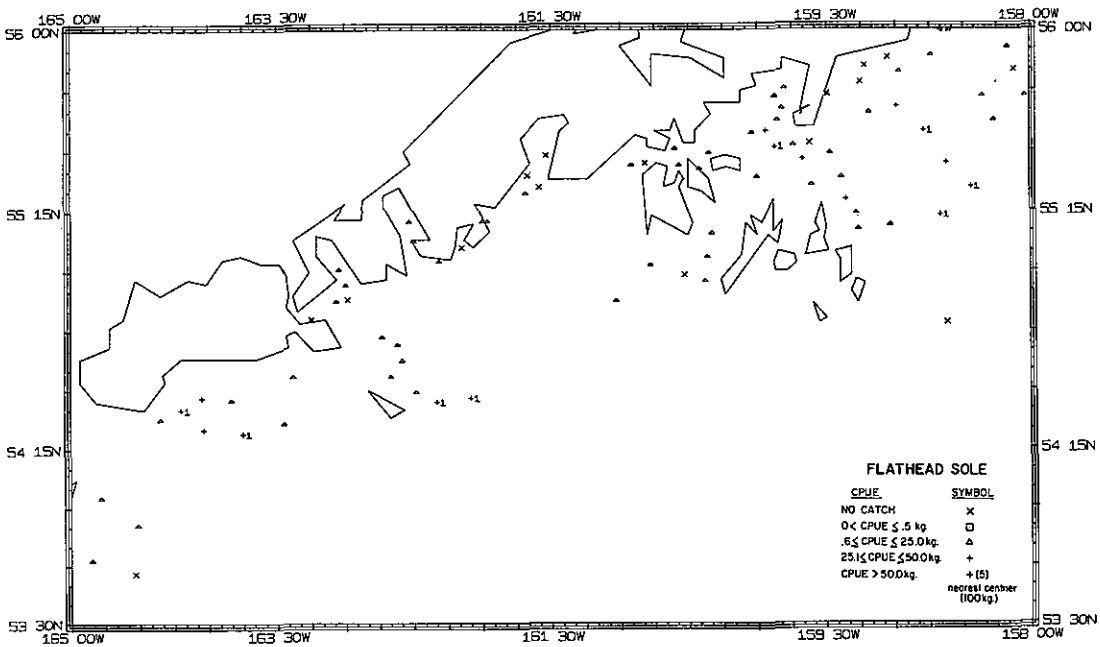 165 00W 163 30W 161 30W 159 30W 158 00W
56 00N 56 00N
+1
+1
+1
55 15N 55 15N
+1
+1 +1
+1
+1
54 15N 54 15N
FLATHEAD SOLE
CPUE SYMBOL
NO CATCH ×
0< CPUE ≤ .5 kg. □
.6≤ CPUE ≤ 25.0kg. △
25.1≤ CPUE ≤50.0kg. +
CPUE > 50.0kg. +(5)
nearest centner
(100kg.)
53 30N 53 30N
165 00W 163 30W 161 30W 159 30W 158 00W